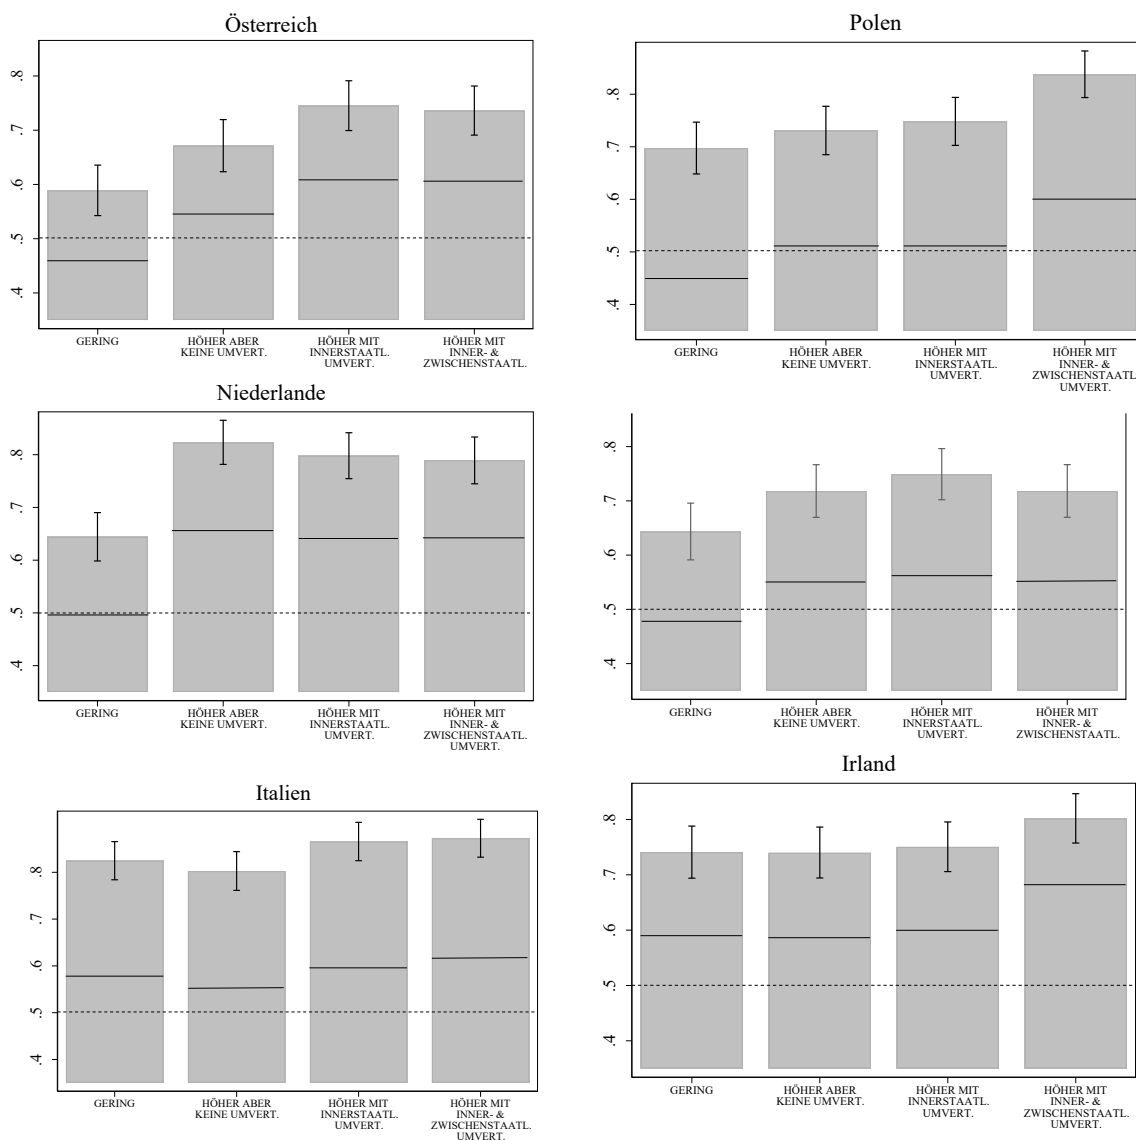 Österreich
.8
.7
.6
.5
.4
GERING
HÖHER ABER
KEINE UMVERT.
HÖHER MIT
INNERSTAATL.
UMVERT.
HÖHER MIT
INNER- &
ZWISCHENSTAATL.
Polen
.8
.7
.6
.5
.4
GERING
HÖHER ABER
KEINE UMVERT.
HÖHER MIT
INNERSTAATL.
UMVERT.
HÖHER MIT
INNER- &
ZWISCHENSTAATL.
UMVERT.
Niederlande
.8
.7
.6
.5
.4
GERING
HÖHER ABER
KEINE UMVERT.
HÖHER MIT
INNERSTAATL.
UMVERT.
HÖHER MIT
INNER- &
ZWISCHENSTAATL.
UMVERT.
.8
.7
.6
.5
.4
GERING
HÖHER ABER
KEINE UMVERT.
HÖHER MIT
INNERSTAATL.
UMVERT.
HÖHER MIT
INNER- &
ZWISCHENSTAATL.
Italien
.8
.7
.6
.5
.4
GERING
HÖHER ABER
KEINE UMVERT.
HÖHER MIT
INNERSTAATL.
UMVERT.
HÖHER MIT
INNER- &
ZWISCHENSTAATL.
UMVERT.
Irland
.8
.7
.6
.5
.4
GERING
HÖHER ABER
KEINE UMVERT.
HÖHER MIT
INNERSTAATL.
UMVERT.
HÖHER MIT
INNER- &
ZWISCHENSTAATL.
UMVERT.